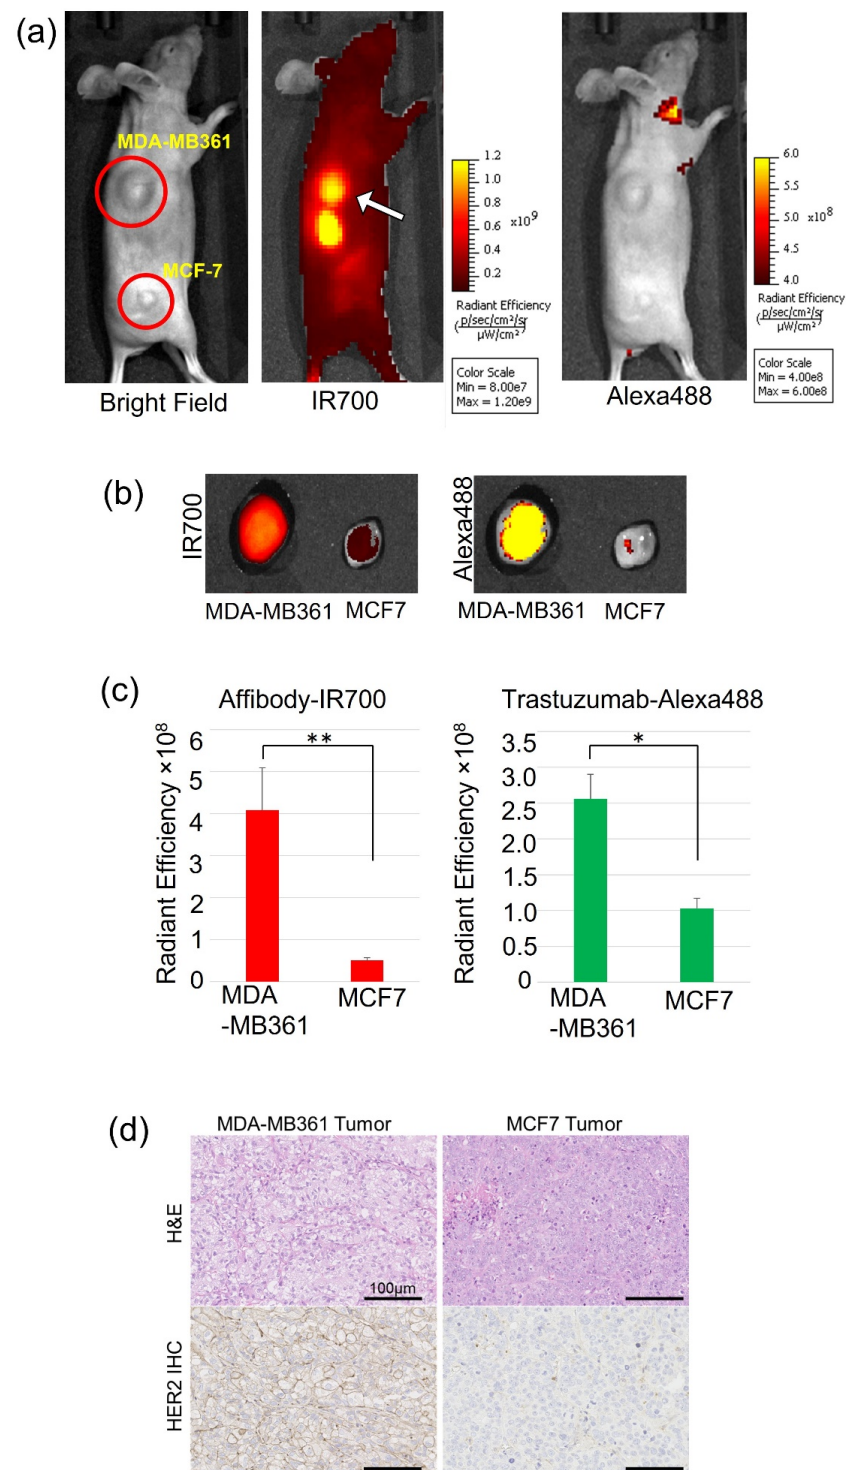 (a)
MDA-MB361
MCF-7
Bright Field
IR700
1.2
1.0
0.8
0.6
0.4
0.2
x10⁹
Radiant Efficiency
(p/sec/cm²/sr
µW/cm²)
Color Scale
Min = 8.00e7
Max = 1.20e9
Alexa488
6.0
5.5
5.0
4.5
4.0
x10⁸
Radiant Efficiency
(p/sec/cm²/sr
µW/cm²)
Color Scale
Min = 4.00e8
Max = 6.00e8
(b)
IR700
MDA-MB361 MCF7
Alexa488
MDA-MB361 MCF7
(c)
Affibody-IR700
Radiant Efficiency ×10⁸
6
5
4
3
2
1
0
**
MDA
-MB361
MCF7
Trastuzumab-Alexa488
Radiant Efficiency ×10⁸
3.5
3.0
2.5
2.0
1.5
1.0
0.5
0
*
MDA
-MB361
MCF7
(d)
MDA-MB361 Tumor
MCF7 Tumor
H&E
100µm
HER2 IHC